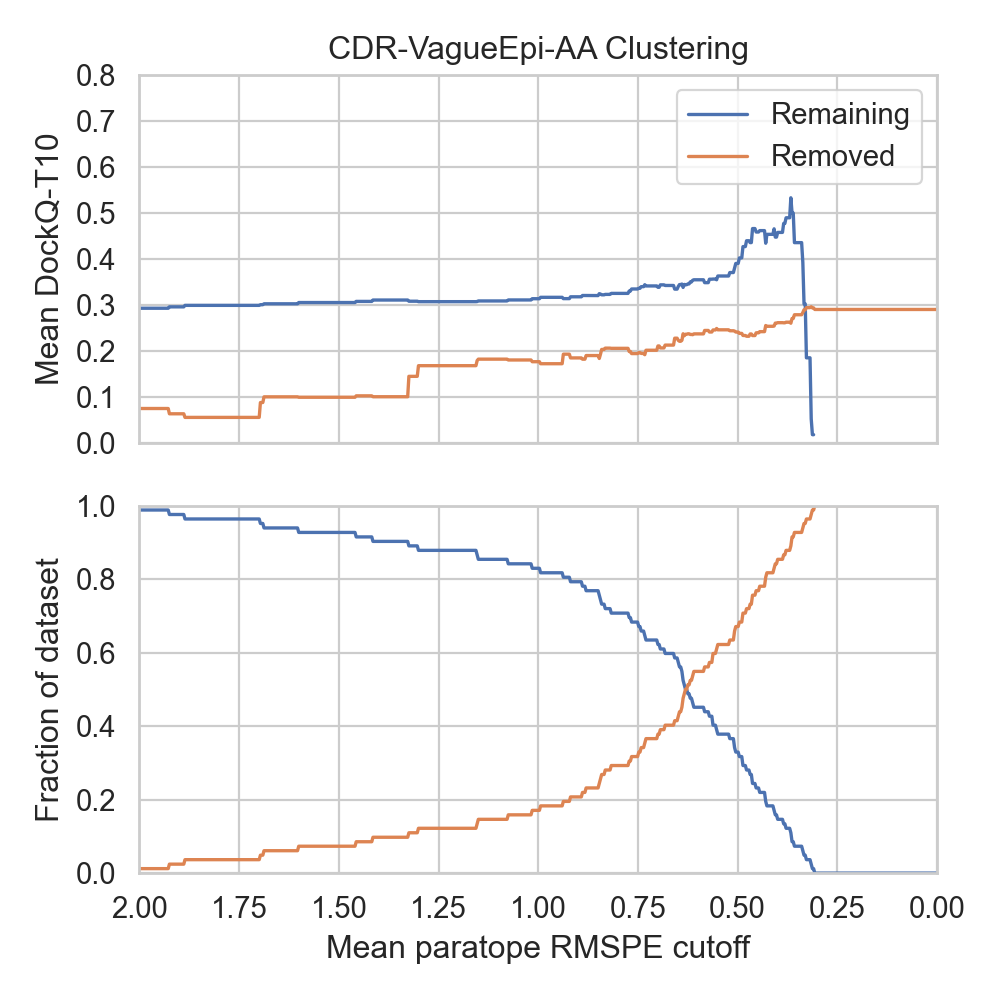 CDR-VagueEpi-AA Clustering
0.8
0.7
0.6
0.5
0.4
0.3
0.2
0.1
0.0
Mean DockQ-T10
Remaining
Removed
1.0
0.8
0.6
0.4
0.2
0.0
Fraction of dataset
2.00 1.75 1.50 1.25 1.00 0.75 0.50 0.25 0.00
Mean paratope RMSPE cutoff